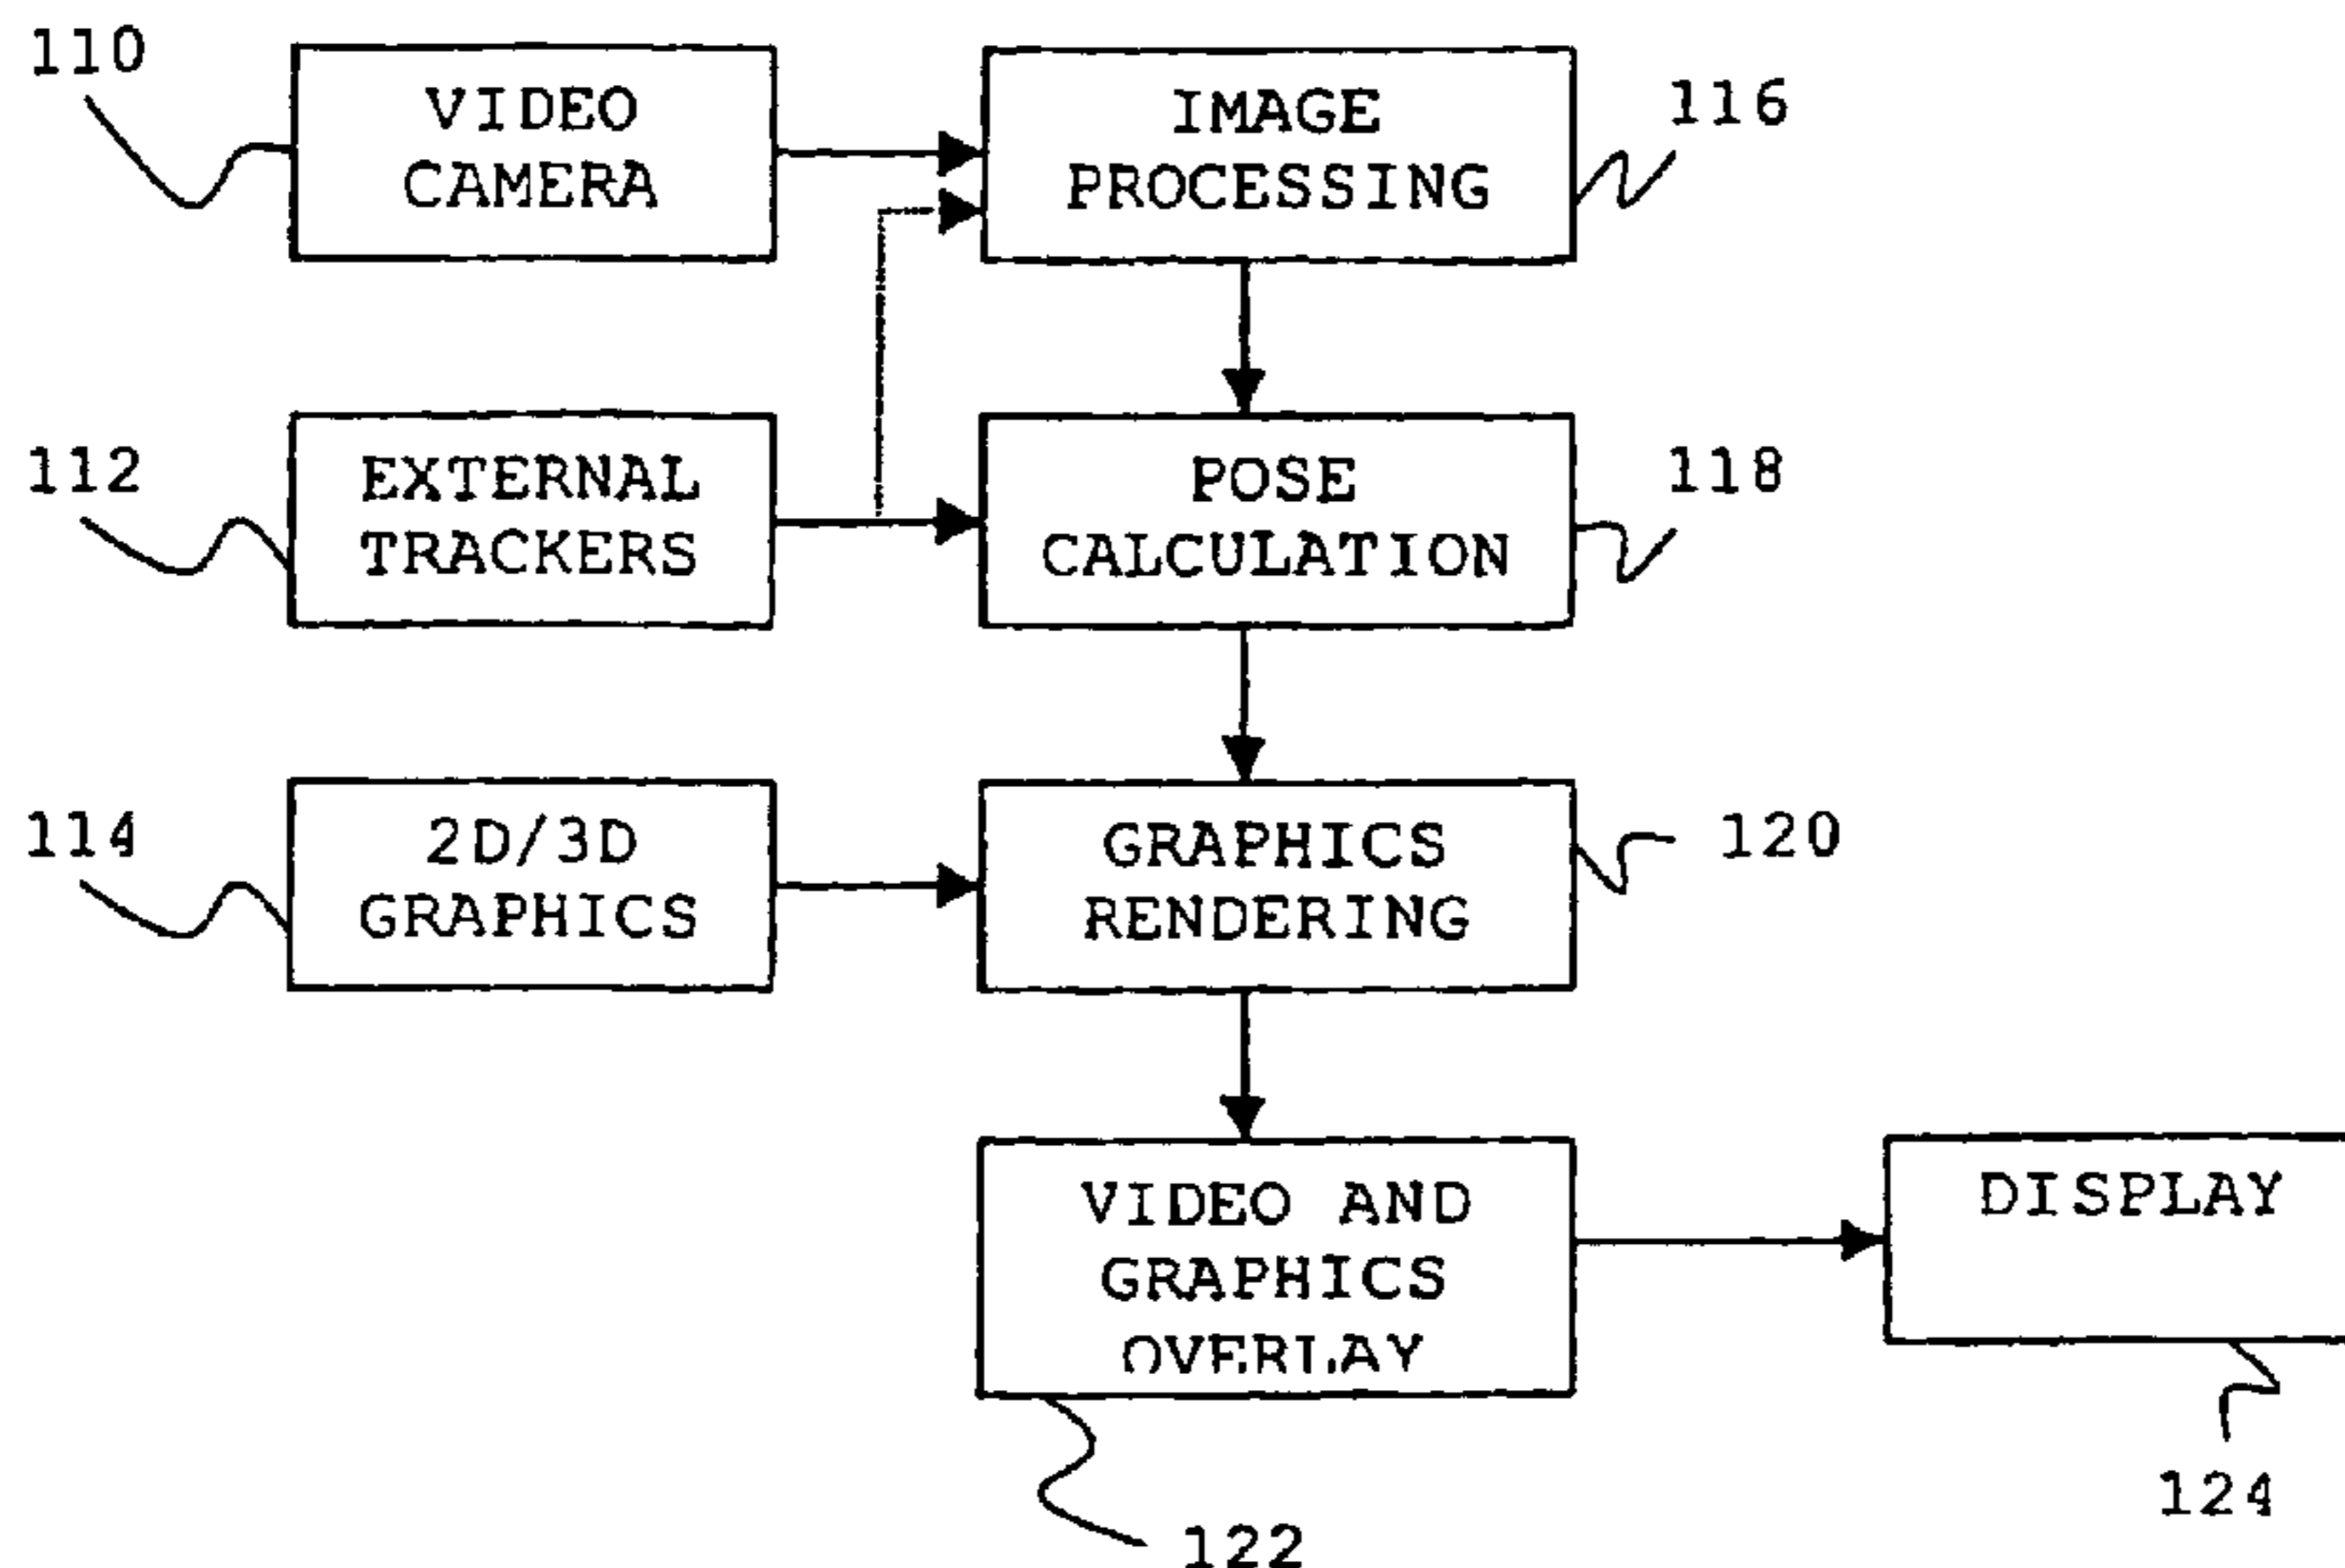 110
VIDEO
CAMERA
IMAGE
PROCESSING
116
112
EXTERNAL
TRACKERS
POSE
CALCULATION
118
114
2D/3D
GRAPHICS
GRAPHICS
RENDERING
120
VIDEO AND
GRAPHICS
OVERLAY
DISPLAY
122
124